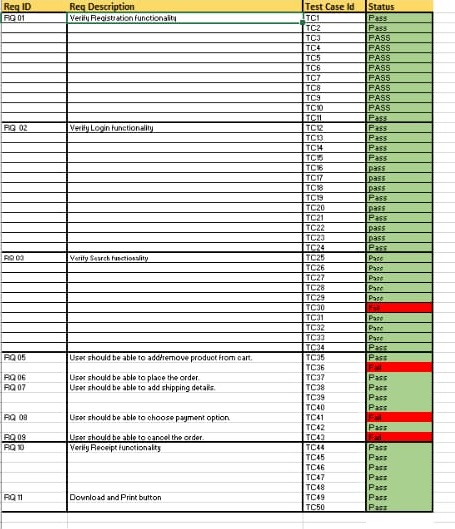 Req ID Req Description Test Case Id Status
RQ 01 Verify Registration functionality TC1 Pass
TC2 Pass
TC3 PASS
TC4 PASS
TC5 PASS
TC6 PASS
TC7 PASS
TC8 PASS
TC9 PASS
TC10 PASS
TC11 Pass
RQ 02 Verify Login functionality TC12 Pass
TC13 Pass
TC14 Pass
TC15 Pass
TC16 pass
TC17 pass
TC18 pass
TC19 Pass
TC20 pass
TC21 Pass
TC22 pass
TC23 pass
TC24 Pass
RQ 03 Verify Search functionality TC25 Pass
TC26 Pass
TC27 Pass
TC28 Pass
TC29 Pass
TC30 Fail
TC31 Pass
TC32 Pass
TC33 Pass
TC34 Pass
RQ 05 User should be able to add/remove product from cart. TC35 Pass
TC36 Fail
RQ 06 User should be able to place the order. TC37 Pass
RQ 07 User should be able to add shipping details. TC38 Pass
TC39 Pass
TC40 Pass
RQ 08 User should be able to choose payment option. TC41 Fail
TC42 Pass
RQ 09 User should be able to cancel the order. TC43 Fail
RQ 10 Verify Receipt functionality TC44 Pass
TC45 Pass
TC46 Pass
TC47 Pass
TC48 Pass
RQ 11 Download and Print button TC49 Pass
TC50 Pass